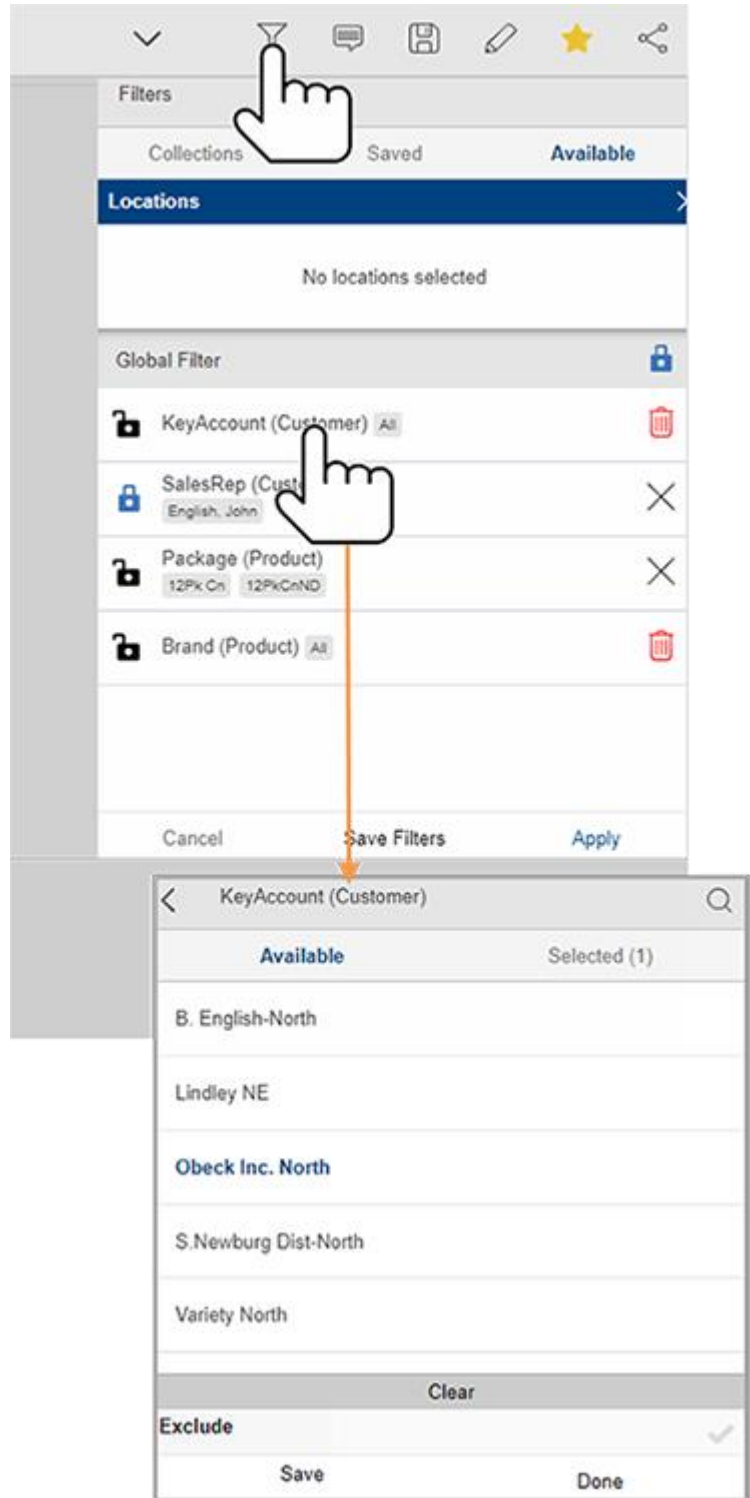 Filters
Collections Saved Available
Locations
No locations selected
Global Filter
KeyAccount (Customer) All
SalesRep (Custo
English, John
Package (Product)
12Pk Cn 12PkCnND
Brand (Product) All
Cancel Save Filters Apply
KeyAccount (Customer)
Available Selected (1)
B. English-North
Lindley NE
Obeck Inc. North
S.Newburg Dist-North
Variety North
Clear
Exclude
Save Done